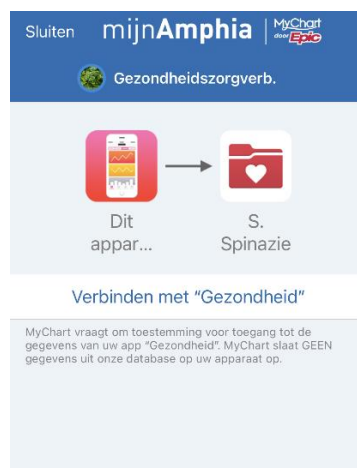 Sluiten mijnAmphia | MyChart
door Epic
Gezondheidszorgverb.
Dit
appar...
S.
Spinazie
Verbinden met “Gezondheid”
MyChart vraagt om toestemming voor toegang tot de
gegevens van uw app “Gezondheid”. MyChart slaat GEEN
gegevens uit onze database op uw apparaat op.